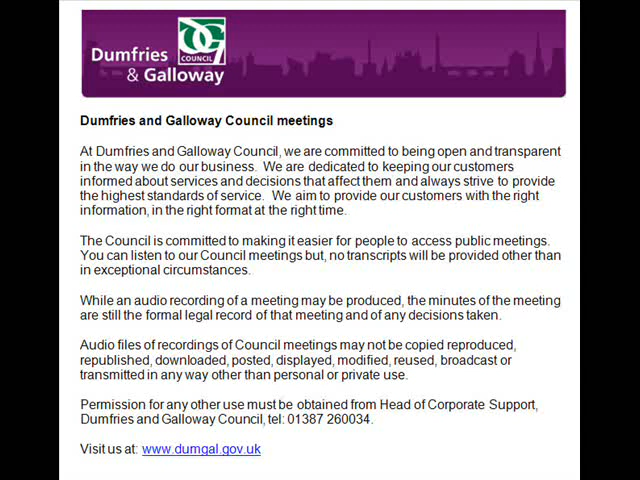 Dumfries
COUNCIL
& Galloway
Dumfries and Galloway Council meetings
At Dumfries and Galloway Council, we are committed to being open and transparent
in the way we do our business. We are dedicated to keeping our customers
informed about services and decisions that affect them and always strive to provide
the highest standards of service. We aim to provide our customers with the right
information, in the right format at the right time.
The Council is committed to making it easier for people to access public meetings.
You can listen to our Council meetings but, no transcripts will be provided other than
in exceptional circumstances.
While an audio recording of a meeting may be produced, the minutes of the meeting
are still the formal legal record of that meeting and of any decisions taken.
Audio files of recordings of Council meetings may not be copied reproduced,
republished, downloaded, posted, displayed, modified, reused, broadcast or
transmitted in any way other than personal or private use.
Permission for any other use must be obtained from Head of Corporate Support,
Dumfries and Galloway Council, tel: 01387 260034.
Visit us at: www.dumgal.gov.uk